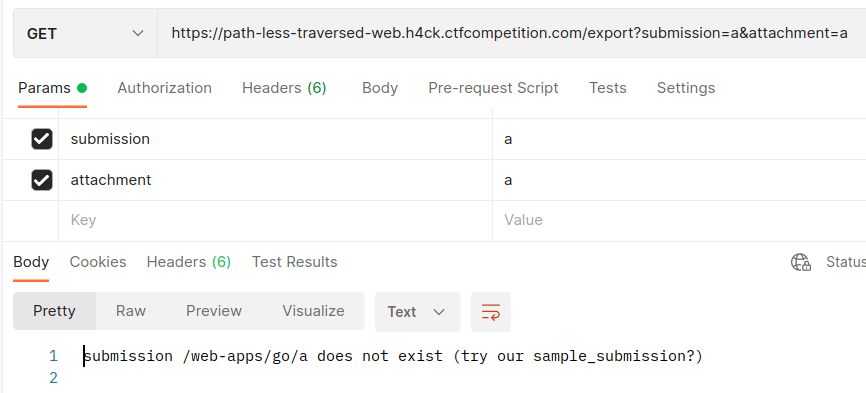 GET https://path-less-traversed-web.h4ck.ctfcompetition.com/export?submission=a&attachment=a
Params Authorization Headers (6) Body Pre-request Script Tests Settings
submission a
attachment a
Key Value
Body Cookies Headers (6) Test Results Status
Pretty Raw Preview Visualize Text
1 submission /web-apps/go/a does not exist (try our sample_submission?)
2